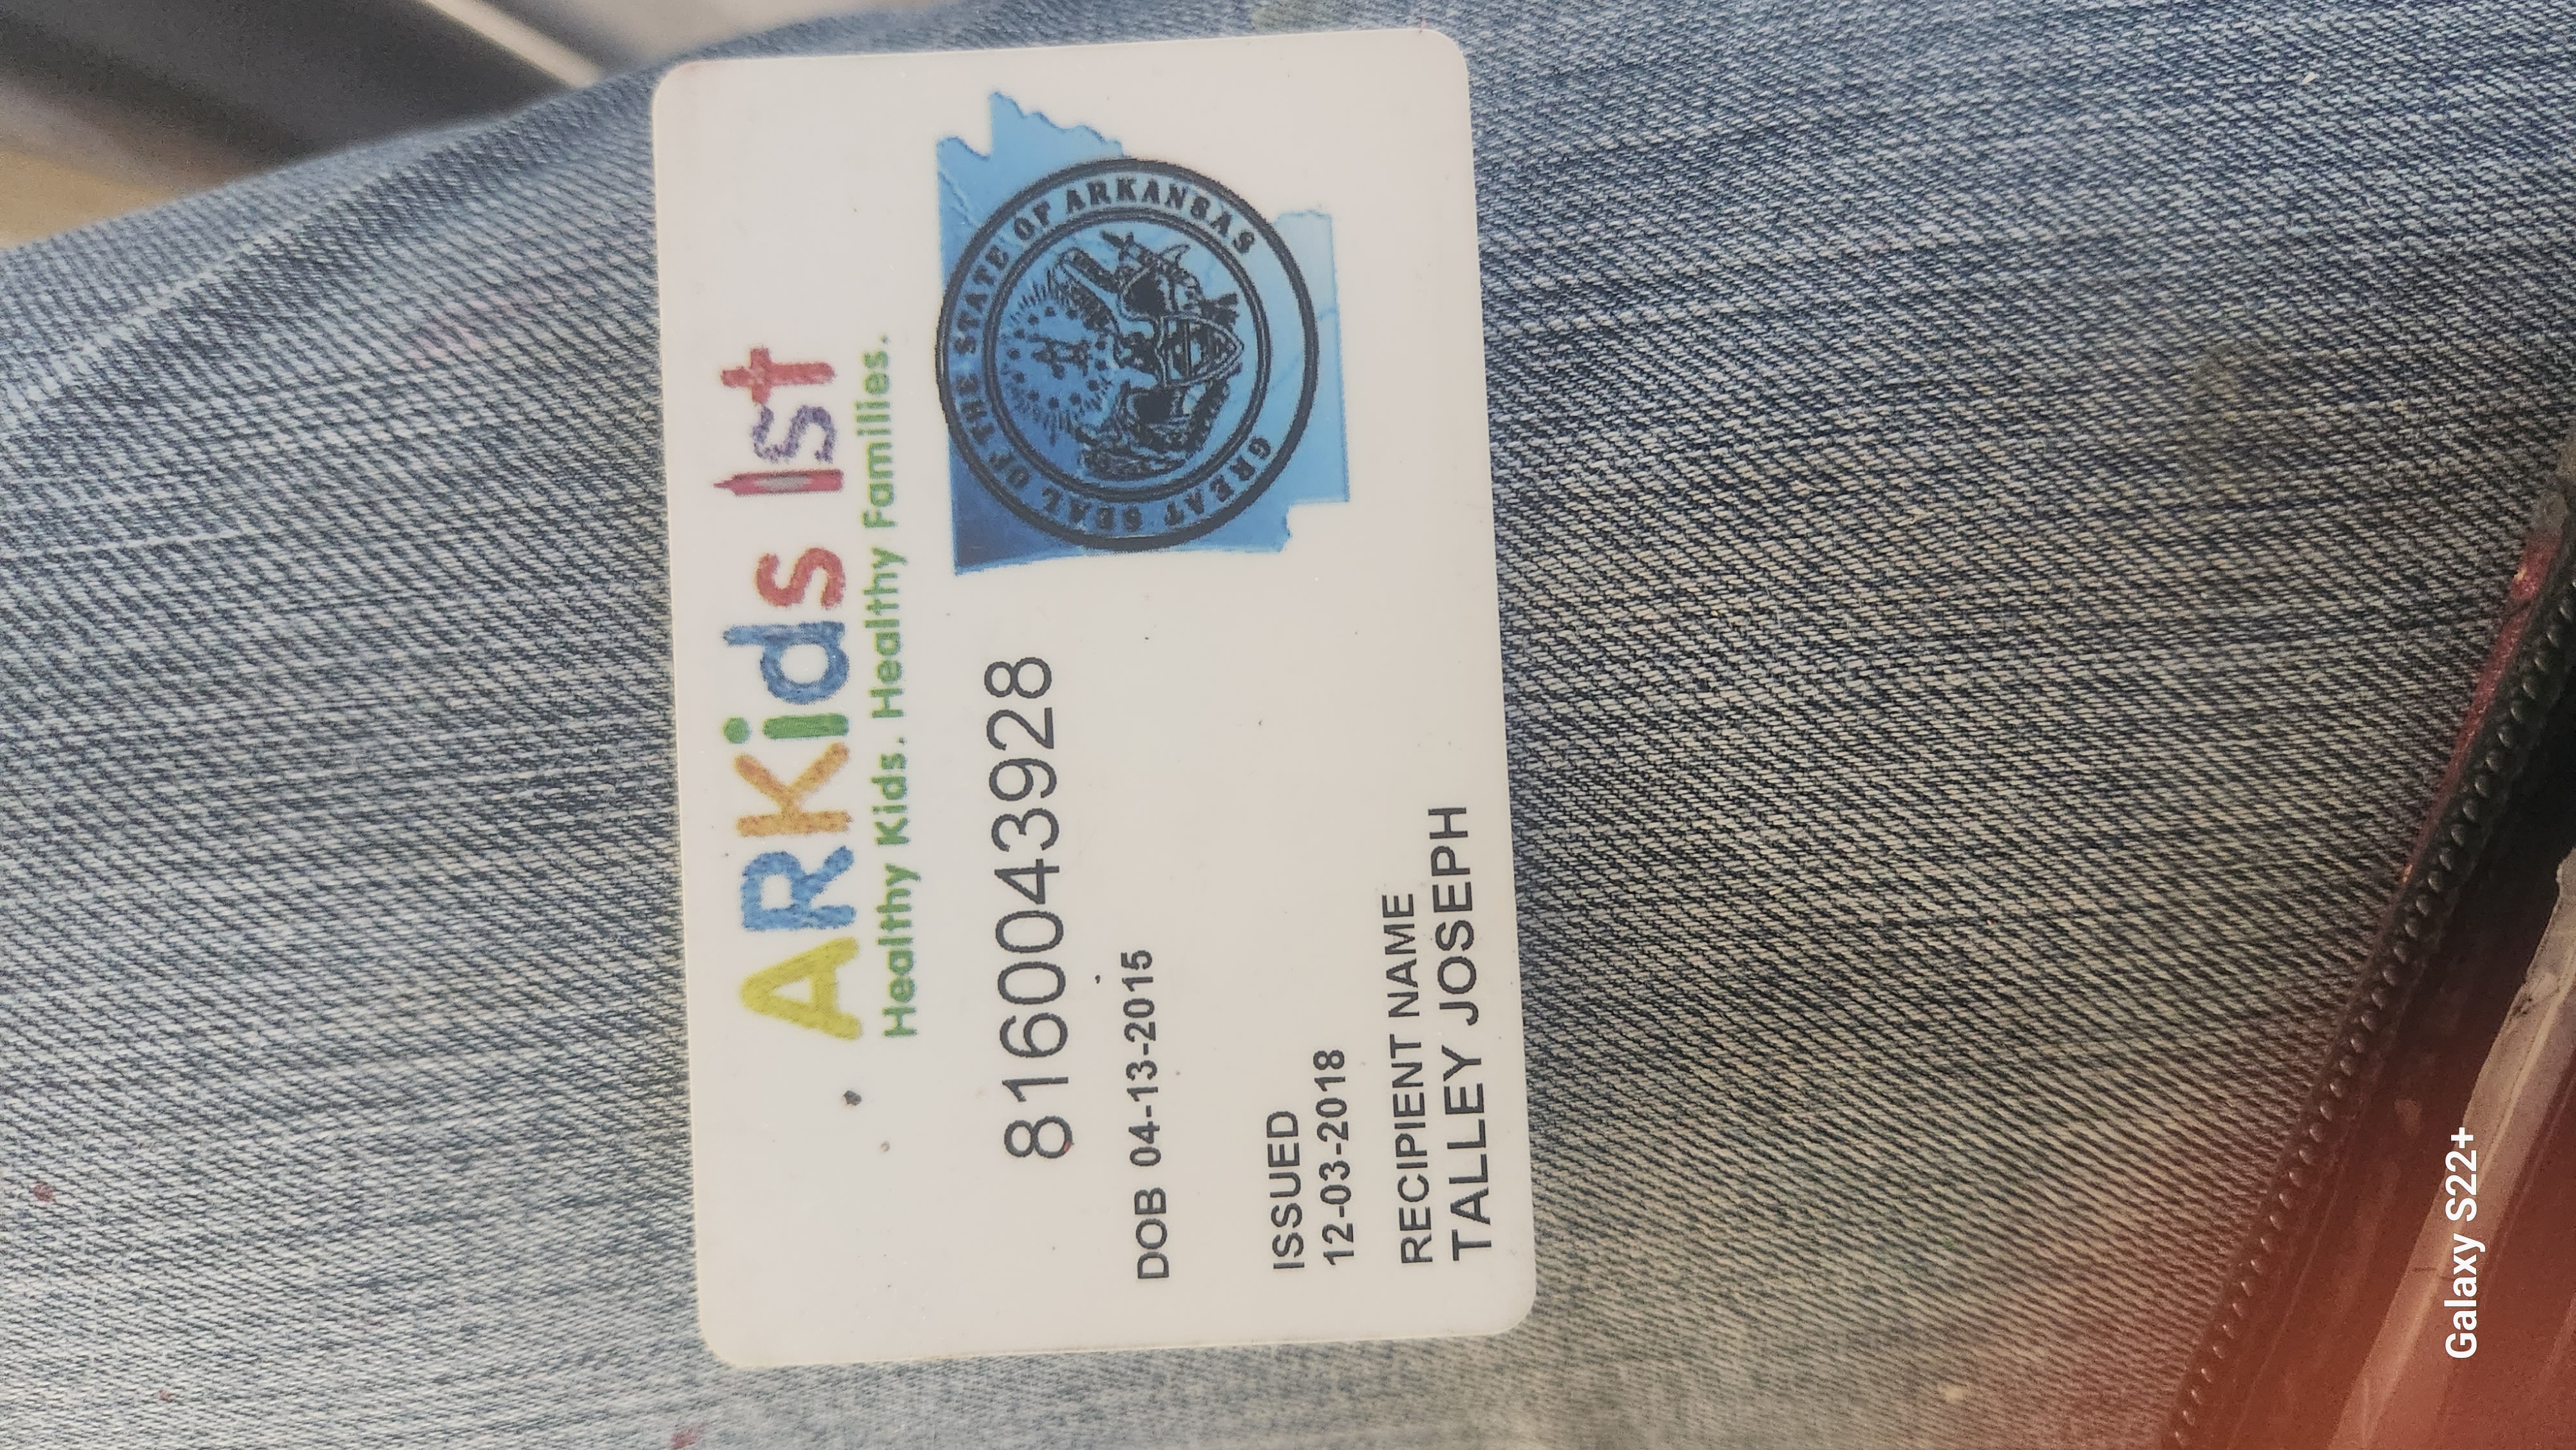 ARKids 1st
Healthy Kids. Healthy Families.
8160043928
DOB 04-13-2015
GREAT SEAL OF THE STATE OF ARKANSAS
ISSUED
12-03-2018
RECIPIENT NAME
TALLEY JOSEPH
Galaxy S22+